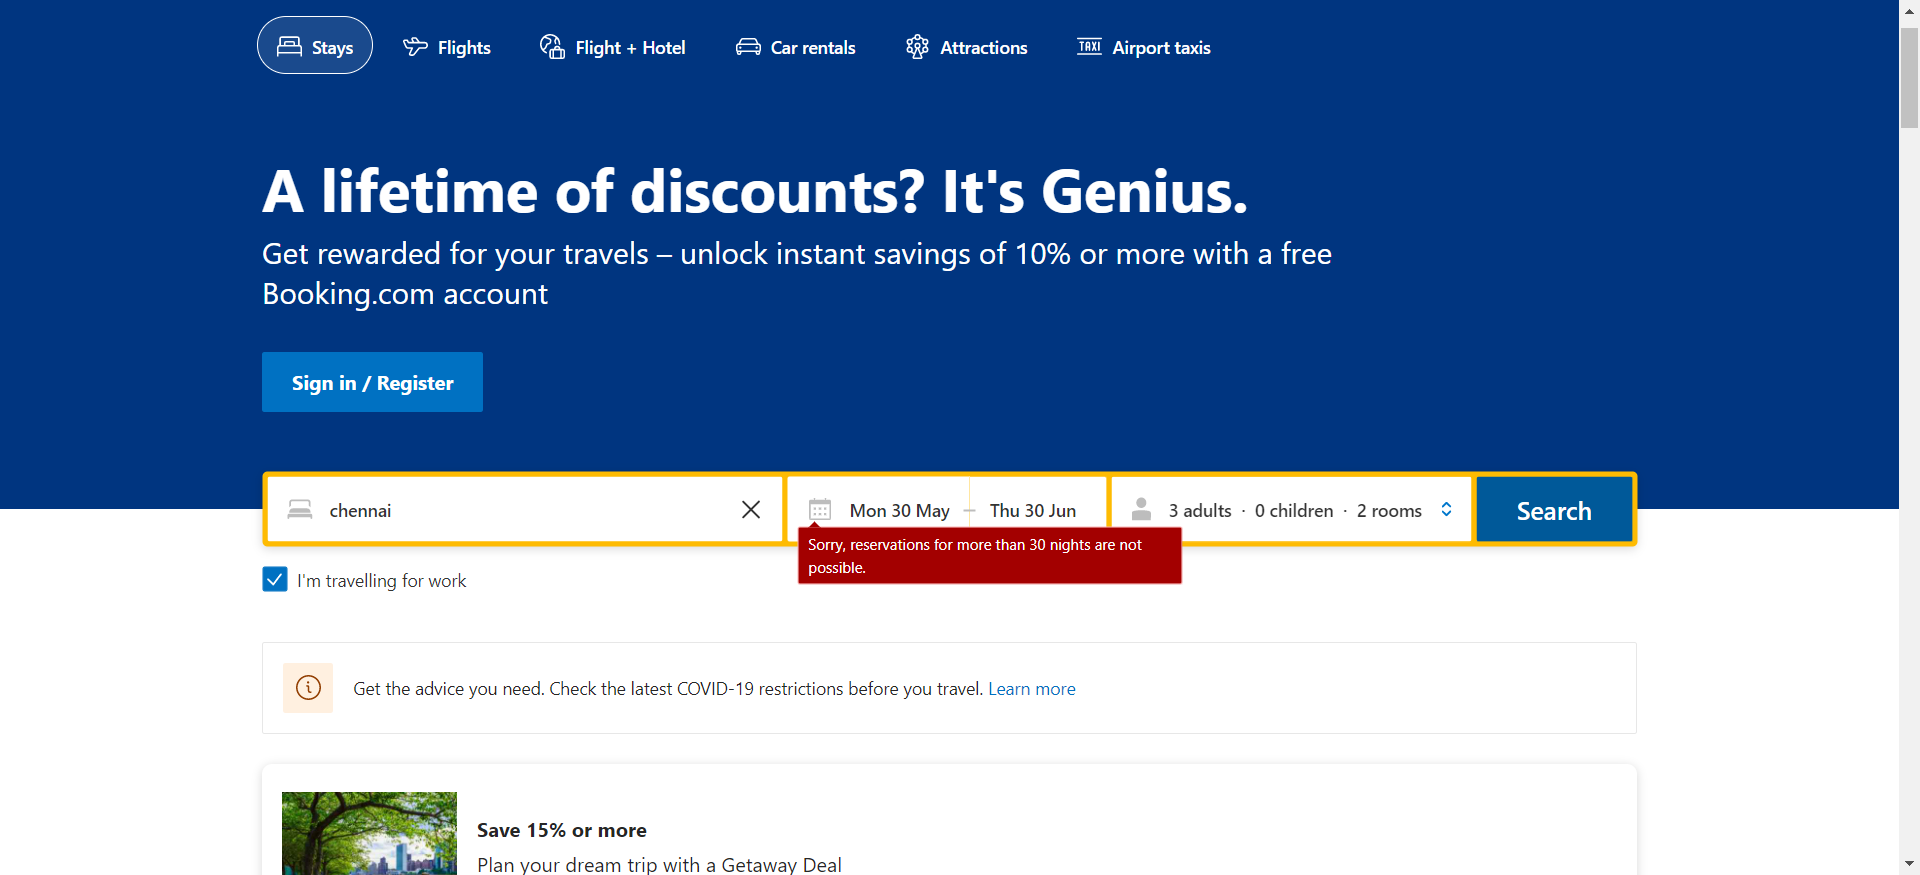 Stays
Flights
Flight + Hotel
Car rentals
Attractions
TAXI Airport taxis
A lifetime of discounts? It's Genius.
Get rewarded for your travels – unlock instant savings of 10% or more with a free
Booking.com account
Sign in / Register
chennai
Mon 30 May — Thu 30 Jun
3 adults · 0 children · 2 rooms
Search
Sorry, reservations for more than 30 nights are not
possible.
I'm travelling for work
Get the advice you need. Check the latest COVID-19 restrictions before you travel. Learn more
Save 15% or more
Plan your dream trip with a Getaway Deal